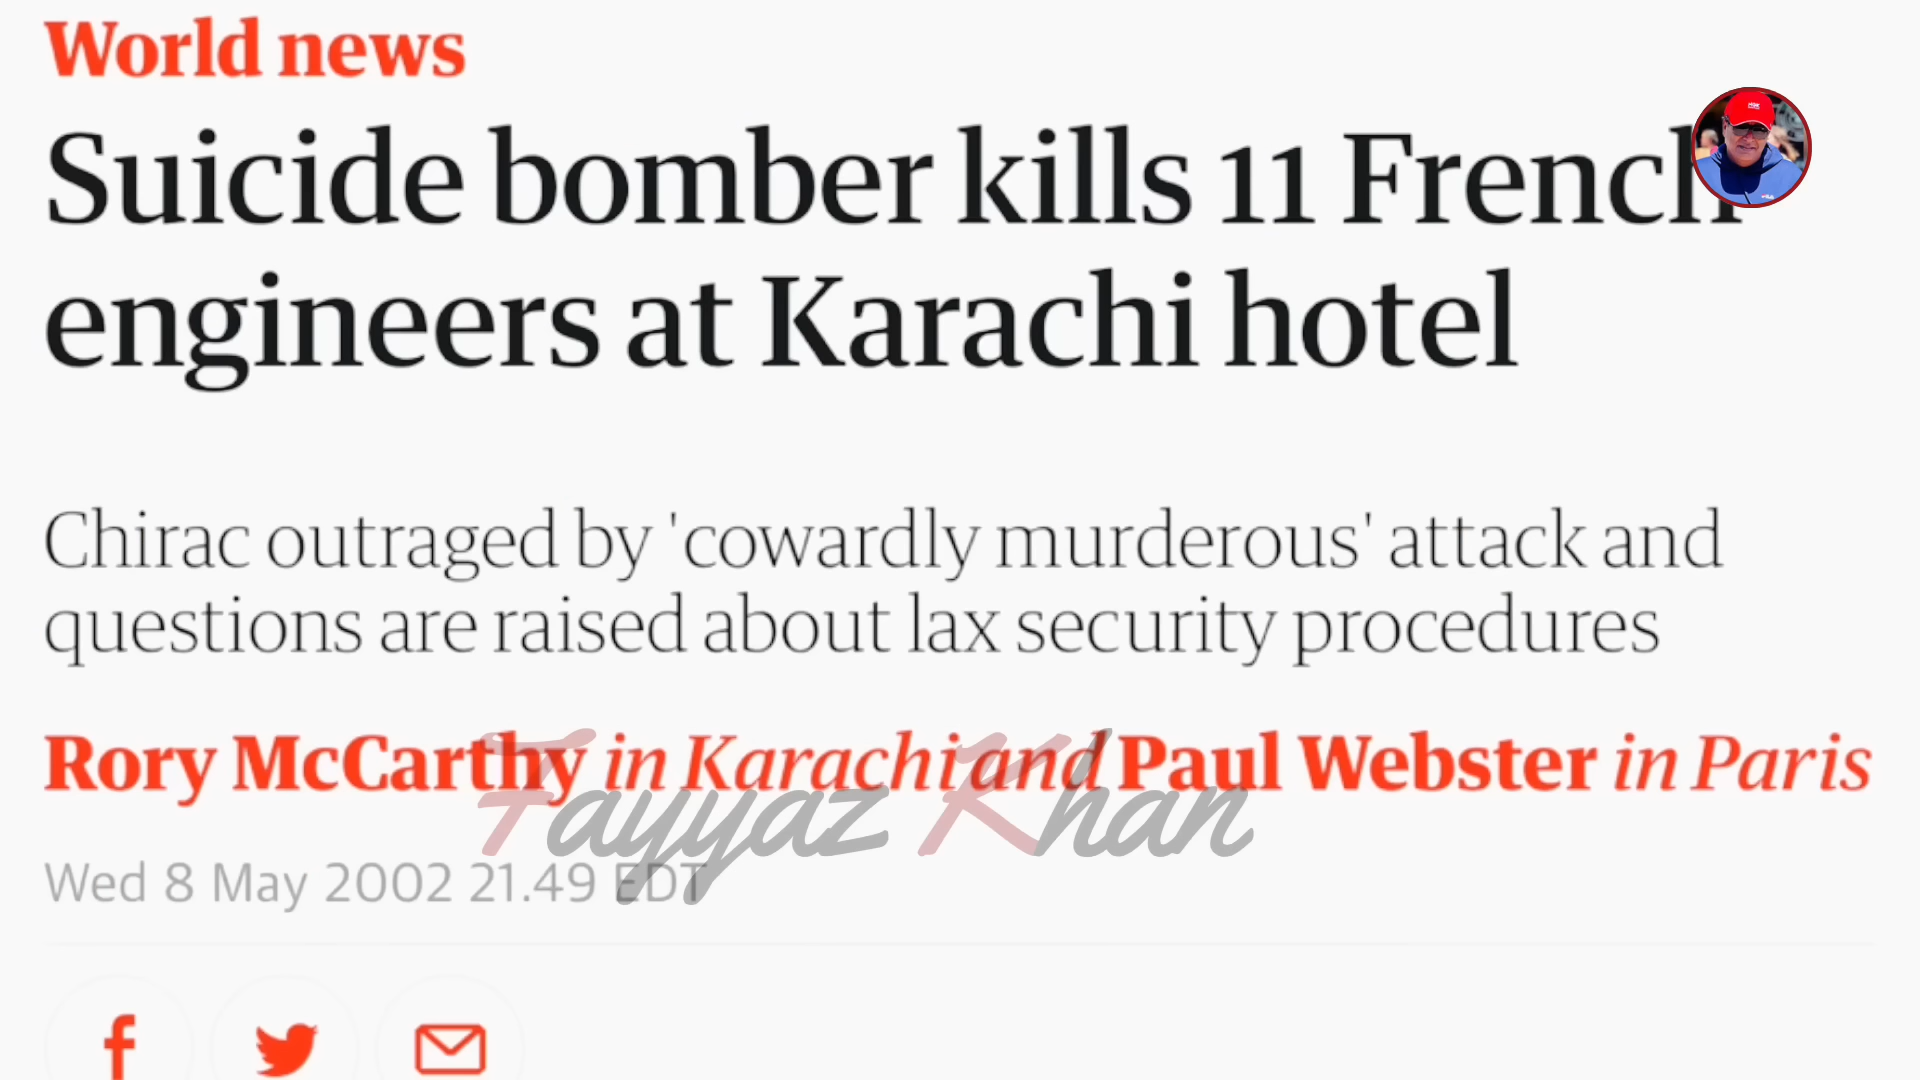 World news
Suicide bomber kills 11 French
engineers at Karachi hotel
Chirac outraged by 'cowardly murderous' attack and
questions are raised about lax security procedures
Rory McCarthy in Karachi and Paul Webster in Paris
Fayyaz Khan
Wed 8 May 2002 21.49 EDT